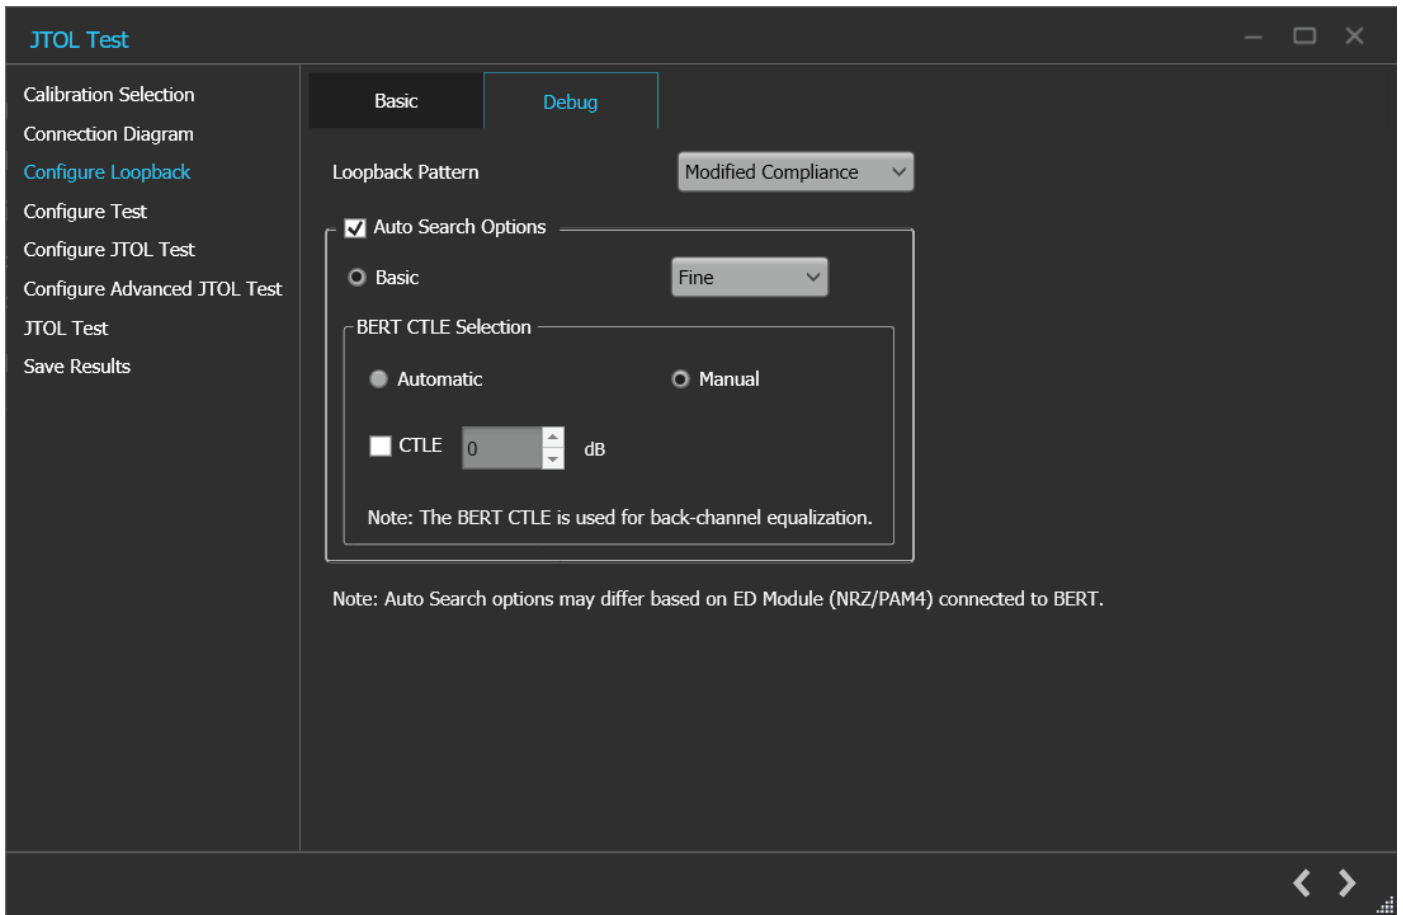 JTOL Test
Calibration Selection
Connection Diagram
Configure Loopback
Configure Test
Configure JTOL Test
Configure Advanced JTOL Test
JTOL Test
Save Results
Basic
Debug
Loopback Pattern
Modified Compliance
Auto Search Options
Basic
Fine
BERT CTLE Selection
Automatic
Manual
CTLE
0
dB
Note: The BERT CTLE is used for back-channel equalization.
Note: Auto Search options may differ based on ED Module (NRZ/PAM4) connected to BERT.